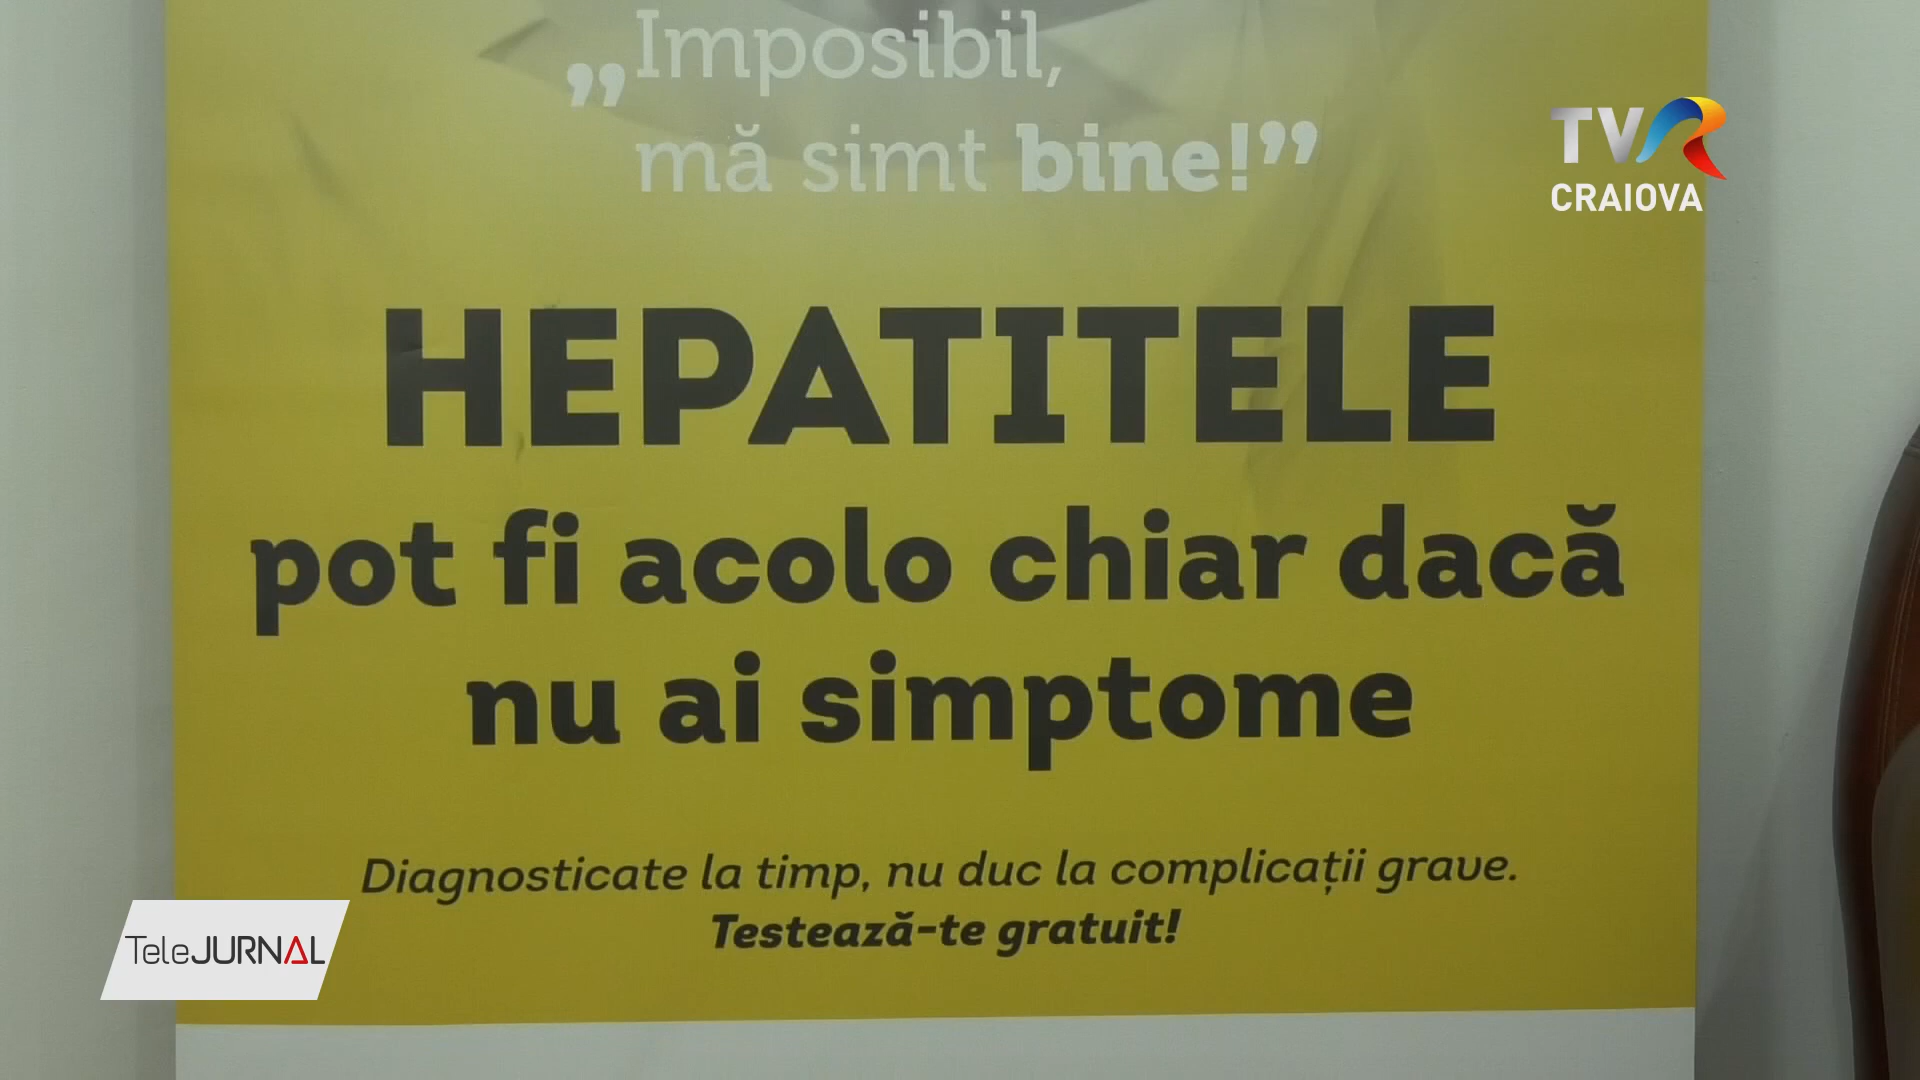 „Imposibil,
mă simt bine!”
TVR
CRAIOVA
HEPATITELE
pot fi acolo chiar dacă
nu ai simptome
Diagnosticate la timp, nu duc la complicații grave.
Testează-te gratuit!
TeleJURNAL